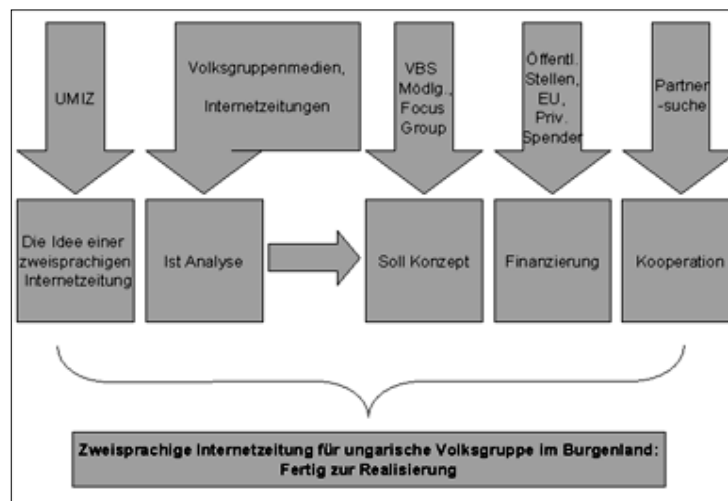 UMIZ
Volksgruppenmedien,
Internetzeitungen
VBS
Mödlg.,
Focus
Group
Öffentl.
Stellen,
EU,
Priv.
Spender
Partner
-suche
Die Idee einer
zweisprachigen
Internetzeitung
Ist Analyse
Soll Konzept
Finanzierung
Kooperation
Zweisprachige Internetzeitung für ungarische Volksgruppe im Burgenland:
Fertig zur Realisierung